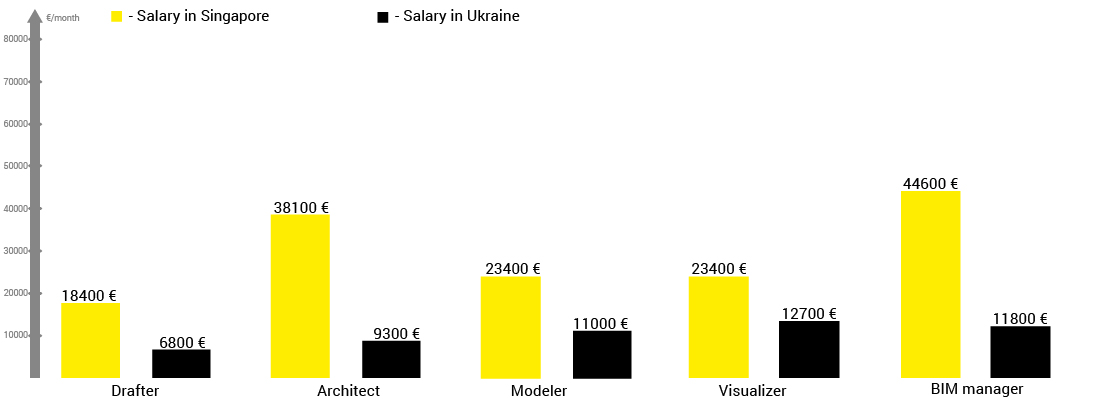 €/month
- Salary in Singapore
- Salary in Ukraine
80000
70000
60000
50000
40000
30000
20000
10000
18400 €
6800 €
38100 €
9300 €
23400 €
11000 €
23400 €
12700 €
44600 €
11800 €
Drafter
Architect
Modeler
Visualizer
BIM manager